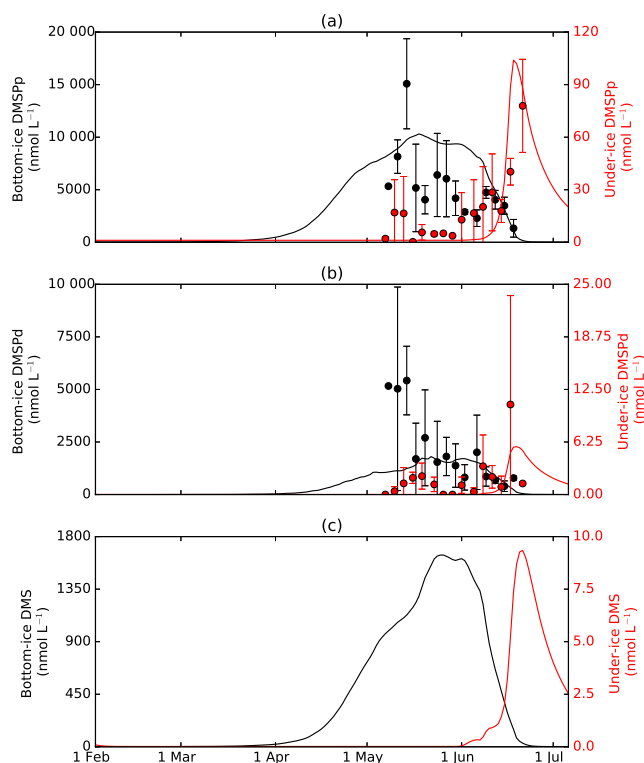 (a)
20 000
15 000
10 000
5000
0
Bottom-ice DMSPp
(nmol L⁻¹)
120
90
60
30
0
Under-ice DMSPp
(nmol L⁻¹)
(b)
10 000
7500
5000
2500
0
Bottom-ice DMSPd
(nmol L⁻¹)
25.00
18.75
12.50
6.25
0.00
Under-ice DMSPd
(nmol L⁻¹)
(c)
1800
1350
900
450
0
Bottom-ice DMS
(nmol L⁻¹)
10.0
7.5
5.0
2.5
0.0
Under-ice DMS
(nmol L⁻¹)
1 Feb 1 Mar 1 Apr 1 May 1 Jun 1 Jul